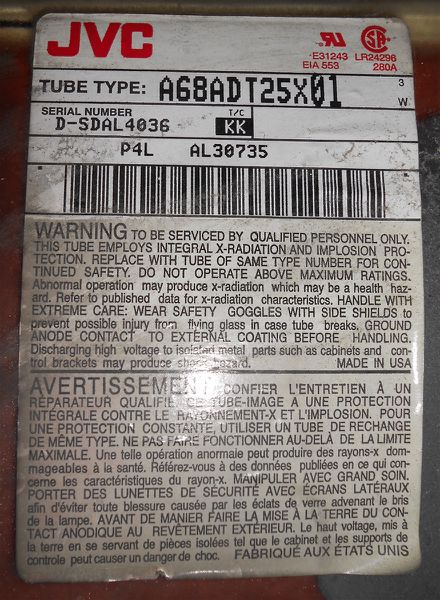 JVC
E31243 LR24296
EIA 553 280A
TUBE TYPE: A68ADT25X01
3
W
SERIAL NUMBER T/C
D-SDAL4036 KK
P4L AL30735
WARNING TO BE SERVICED BY QUALIFIED PERSONNEL ONLY.
THIS TUBE EMPLOYS INTEGRAL X-RADIATION AND IMPLOSION PRO-
TECTION. REPLACE WITH TUBE OF SAME TYPE NUMBER FOR CON-
TINUED SAFETY. DO NOT OPERATE ABOVE MAXIMUM RATINGS.
Abnormal operation may produce x-radiation which may be a health haz-
ard. Refer to published data for x-radiation characteristics. HANDLE WITH
EXTREME CARE: WEAR SAFETY GOGGLES WITH SIDE SHIELDS to
prevent possible injury from flying glass in case tube breaks. GROUND
ANODE CONTACT TO EXTERNAL COATING BEFORE HANDLING.
Discharging high voltage to isolated metal parts such as cabinets and con-
trol brackets may produce shock hazard. MADE IN USA
AVERTISSEMENT CONFIER L'ENTRETIEN À UN
RÉPARATEUR QUALIFIÉ. CE TUBE-IMAGE A UNE PROTECTION
INTÉGRALE CONTRE LE RAYONNEMENT-X ET L'IMPLOSION. POUR
UNE PROTECTION CONSTANTE, UTILISER UN TUBE DE RECHANGE
DE MÊME TYPE. NE PAS FAIRE FONCTIONNER AU-DELÀ DE LA LIMITE
MAXIMALE. Une telle opération anormale peut produire des rayons-x dom-
mageables à la santé. Référez-vous à des données publiées en ce qui con-
cerne les caractéristiques du rayon-x. MANIPULER AVEC GRAND SOIN
PORTER DES LUNETTES DE SÉCURITÉ AVEC ÉCRANS LATÉRAUX
afin d'éviter toute blessure causée par les éclats de verre advenant le bris
de la lampe. AVANT DE MANIER FAIRE LA MISE À LA TERRE DU CON-
TACT ANODIQUE AU REVÊTEMENT EXTÉRIEUR. Le haut voltage, mis à
la terre en se servant de pièces isolées tel que le cabinet et les supports de
controle peut causer un danger de choc. FABRIQUÉ AUX ÉTATS UNIS